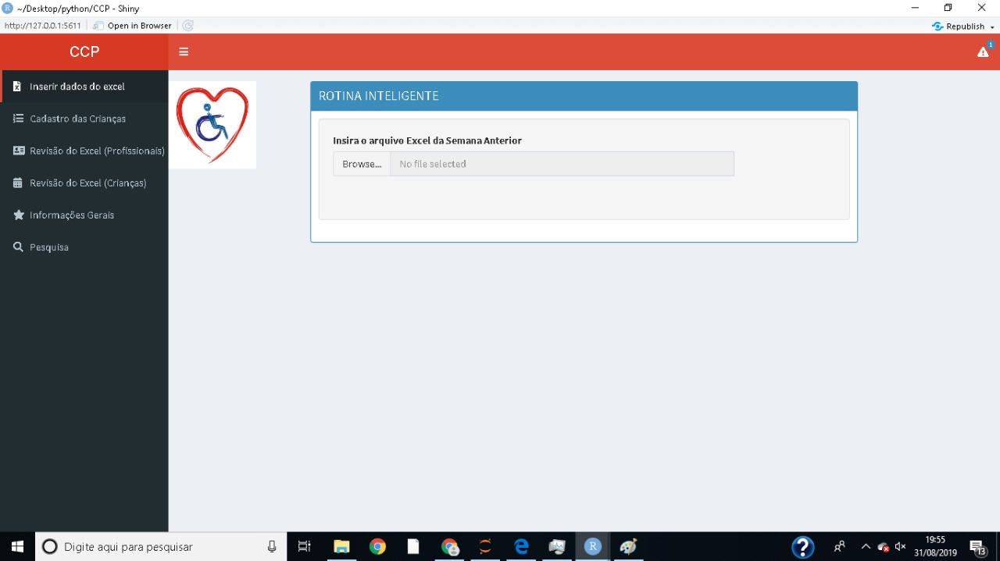 ~/Desktop/python/CCP - Shiny
http://127.0.0.1:5611 Open in Browser Republish
CCP
1
Inserir dados do excel
Cadastro das Crianças
Revisão do Excel (Profissionais)
Revisão do Excel (Crianças)
Informações Gerais
Pesquisa
ROTINA INTELIGENTE
Insira o arquivo Excel da Semana Anterior
Browse... No file selected
Digite aqui para pesquisar
19:55
31/08/2019
13